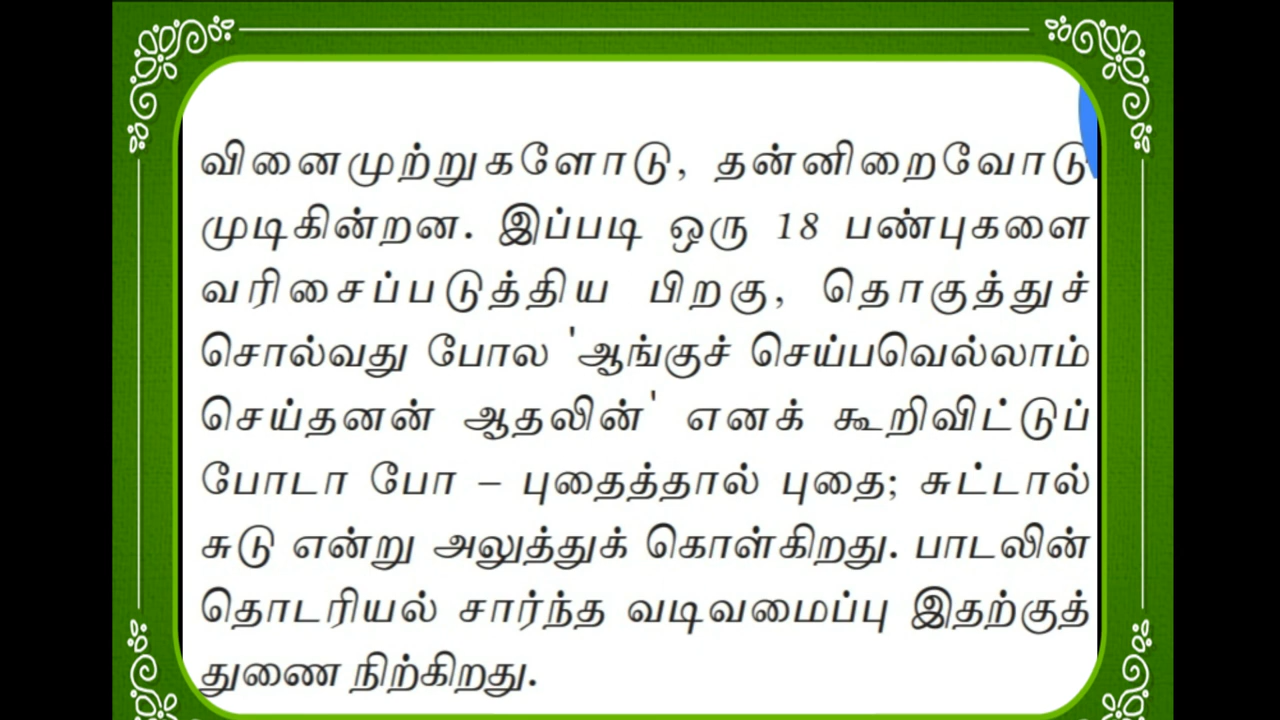 வினைமுற்றுகளோடு, தன்னிறைவோடு
முடிகின்றன. இப்படி ஒரு 18 பண்புகளை
வரிசைப்படுத்திய பிறகு, தொகுத்துச்
சொல்வது போல 'ஆங்குச் செய்பவெல்லாம்
செய்தனன் ஆதலின்' எனக் கூறிவிட்டுப்
போடா போ – புதைத்தால் புதை; சுட்டால்
சுடு என்று அலுத்துக் கொள்கிறது. பாடலின்
தொடரியல் சார்ந்த வடிவமைப்பு இதற்குத்
துணை நிற்கிறது.